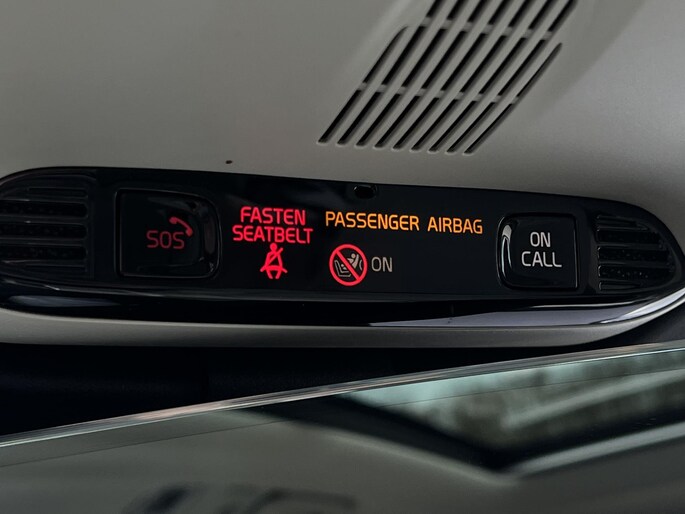 SOS
FASTEN
SEATBELT
PASSENGER AIRBAG
ON
ON
CALL